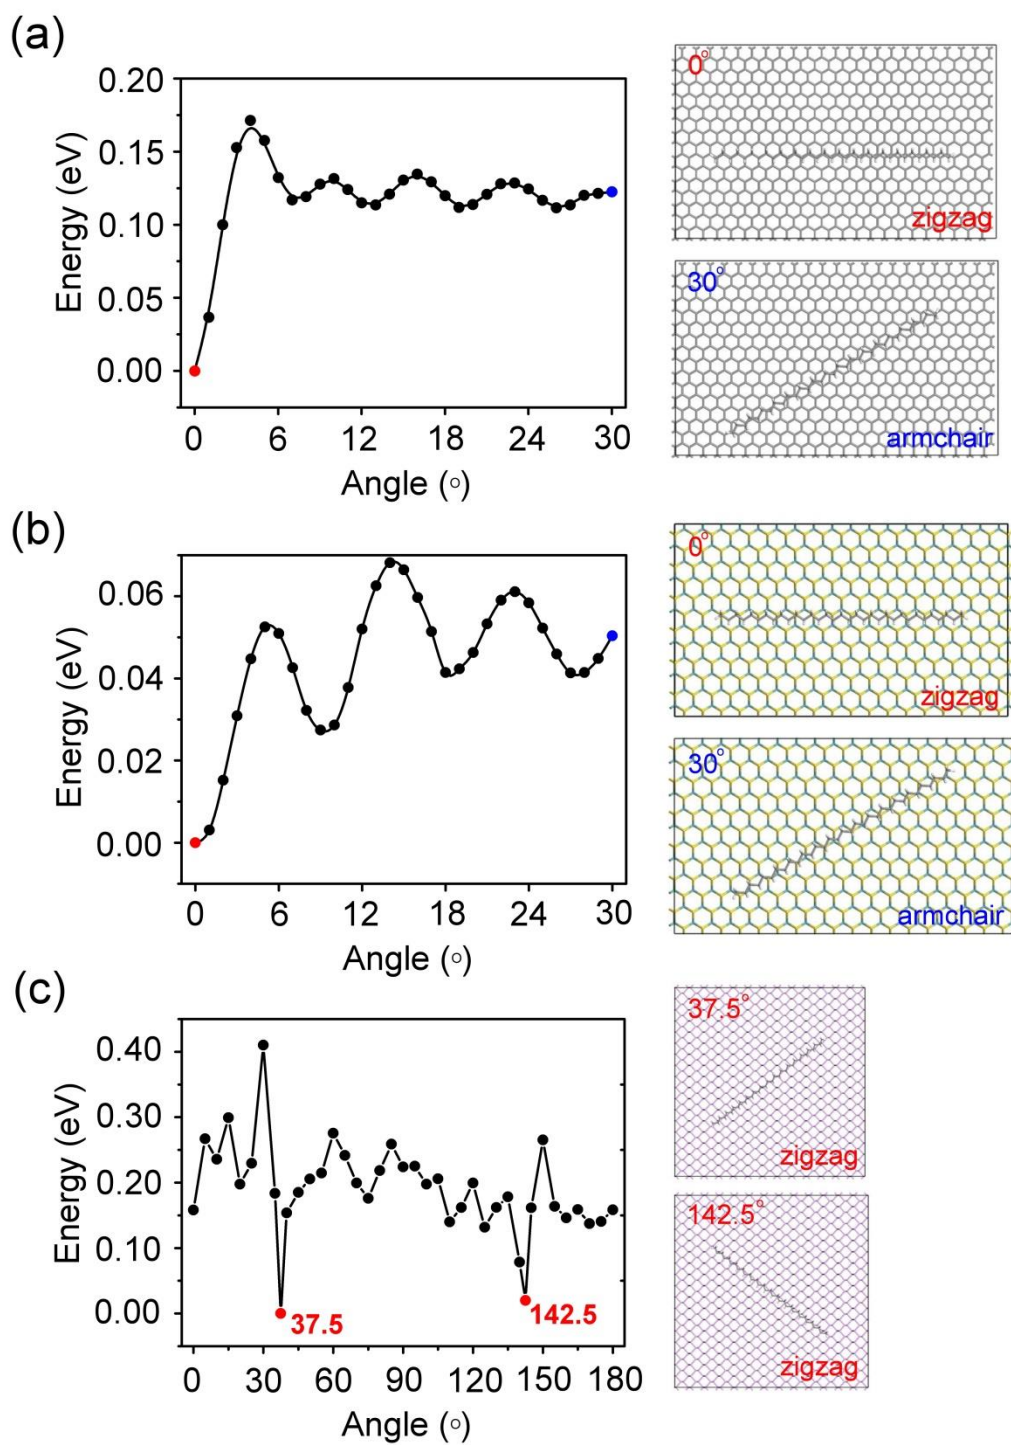 (a)
0.20
0.15
0.10
0.05
0.00
Energy (eV)
0 6 12 18 24 30
Angle (°)
0°
zigzag
30°
armchair
(b)
0.06
0.04
0.02
0.00
Energy (eV)
0 6 12 18 24 30
Angle (°)
0°
zigzag
30°
armchair
(c)
0.40
0.30
0.20
0.10
0.00
Energy (eV)
37.5
142.5
0 30 60 90 120 150 180
Angle (°)
37.5°
zigzag
142.5°
zigzag